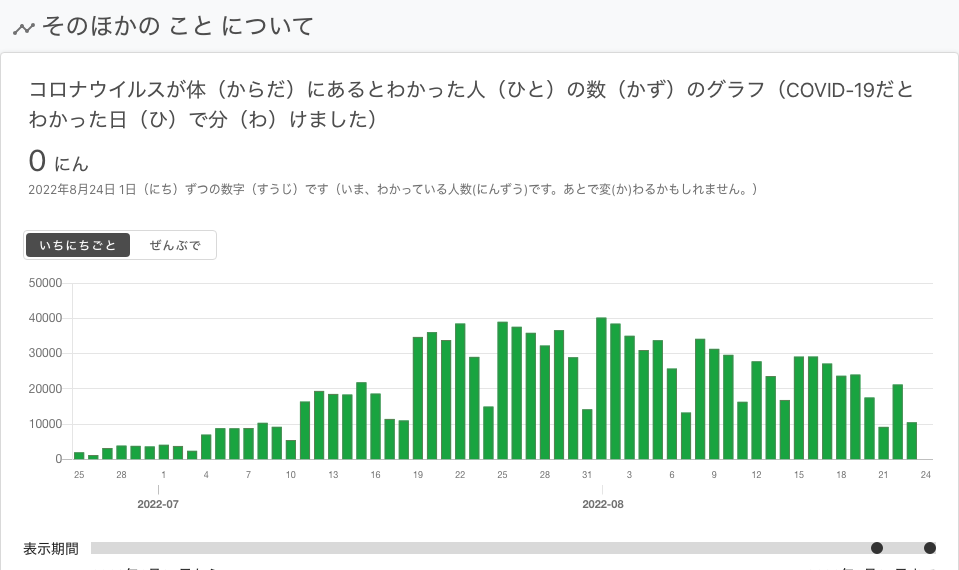 そのほかの こと について
コロナウイルスが体（からだ）にあるとわかった人（ひと）の数（かず）のグラフ（COVID-19だと
わかった日（ひ）で分（わ）けました）
0 にん
2022年8月24日 1日（にち）ずつの数字（すうじ）です（いま、わかっている人数(にんずう)です。あとで変(か)わるかもしれません。）
いちにちごと ぜんぶで
50000
40000
30000
20000
10000
0
25 28 1 4 7 10 13 16 19 22 25 28 31 3 6 9 12 15 18 21 24
2022-07 2022-08
表示期間